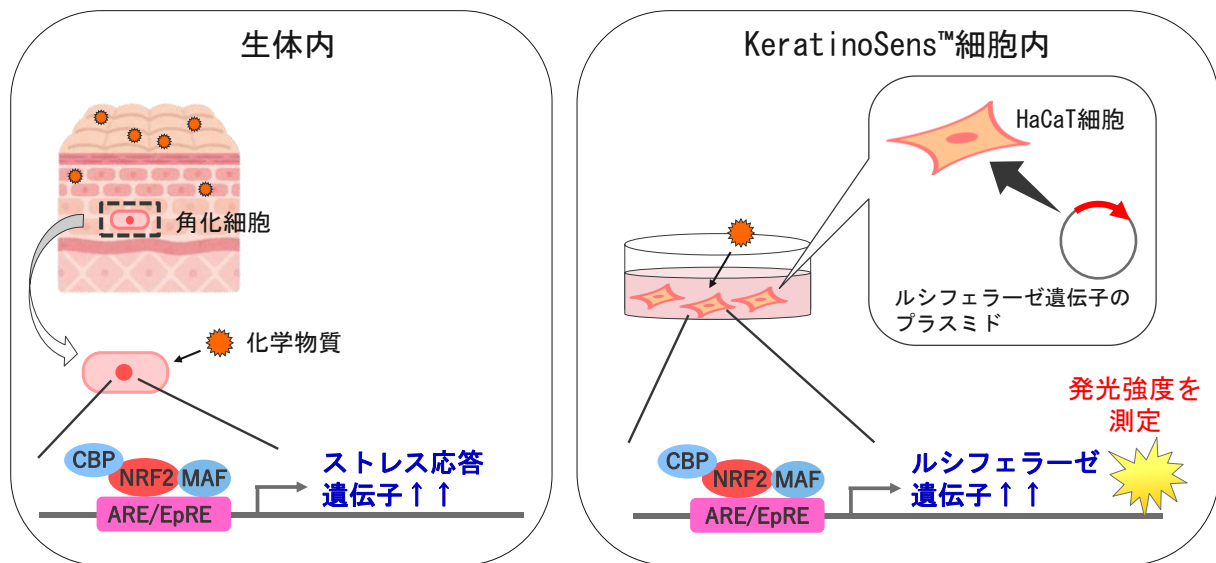 生体内
角化細胞
化学物質
CBP
NRF2
MAF
ARE/EpRE
ストレス応答
遺伝子↑↑
KeratinoSens™細胞内
HaCaT細胞
ルシフェラーゼ遺伝子の
プラスミド
発光強度を
測定
CBP
NRF2
MAF
ARE/EpRE
ルシフェラーゼ
遺伝子↑↑